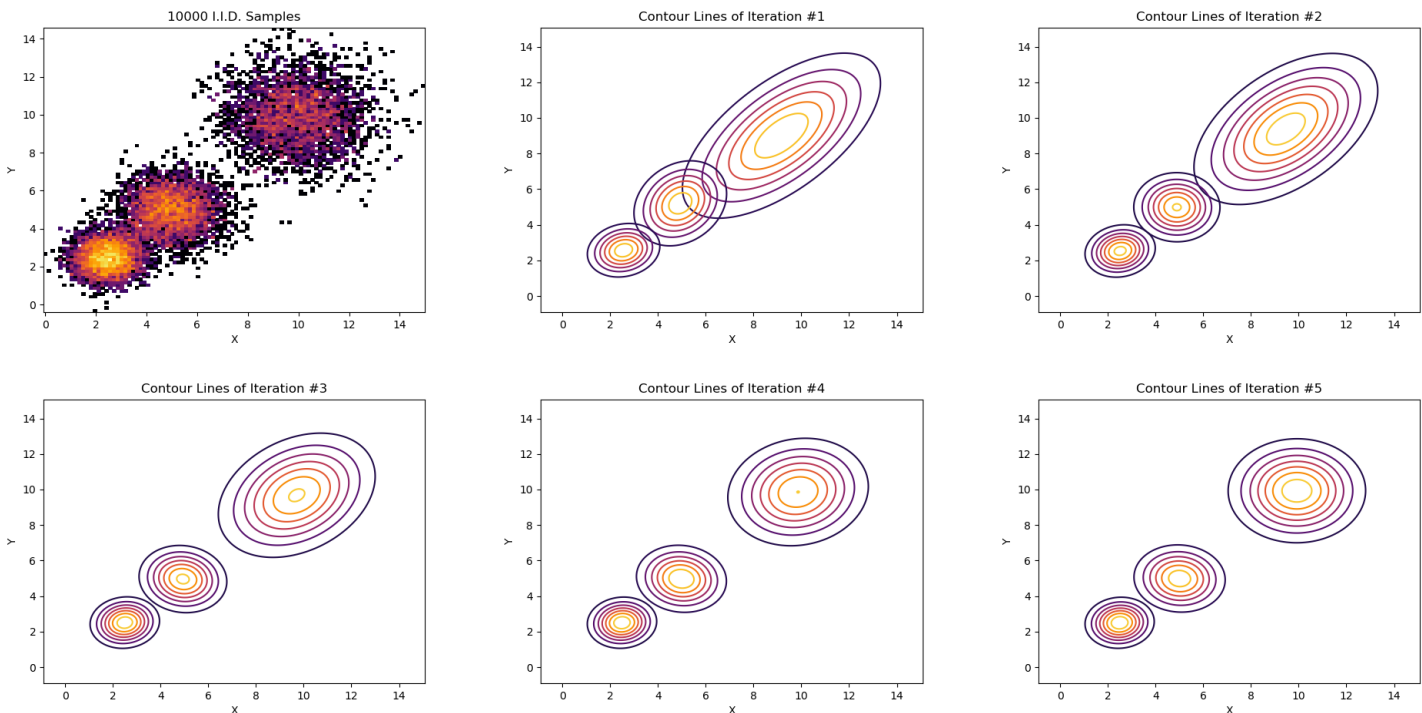 10000 I.I.D. Samples
14
12
10
8
6
4
2
0
Y
0 2 4 6 8 10 12 14
X
Contour Lines of Iteration #1
14
12
10
8
6
4
2
0
Y
0 2 4 6 8 10 12 14
X
Contour Lines of Iteration #2
14
12
10
8
6
4
2
0
Y
0 2 4 6 8 10 12 14
X
Contour Lines of Iteration #3
14
12
10
8
6
4
2
0
Y
0 2 4 6 8 10 12 14
X
Contour Lines of Iteration #4
14
12
10
8
6
4
2
0
Y
0 2 4 6 8 10 12 14
X
Contour Lines of Iteration #5
14
12
10
8
6
4
2
0
Y
0 2 4 6 8 10 12 14
X